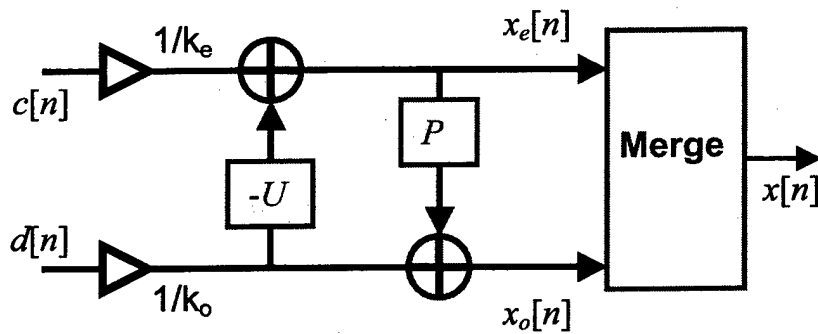 1/kₑ
xₑ[n]
c[n]
P
Merge
-U
x[n]
d[n]
1/kₒ
xₒ[n]